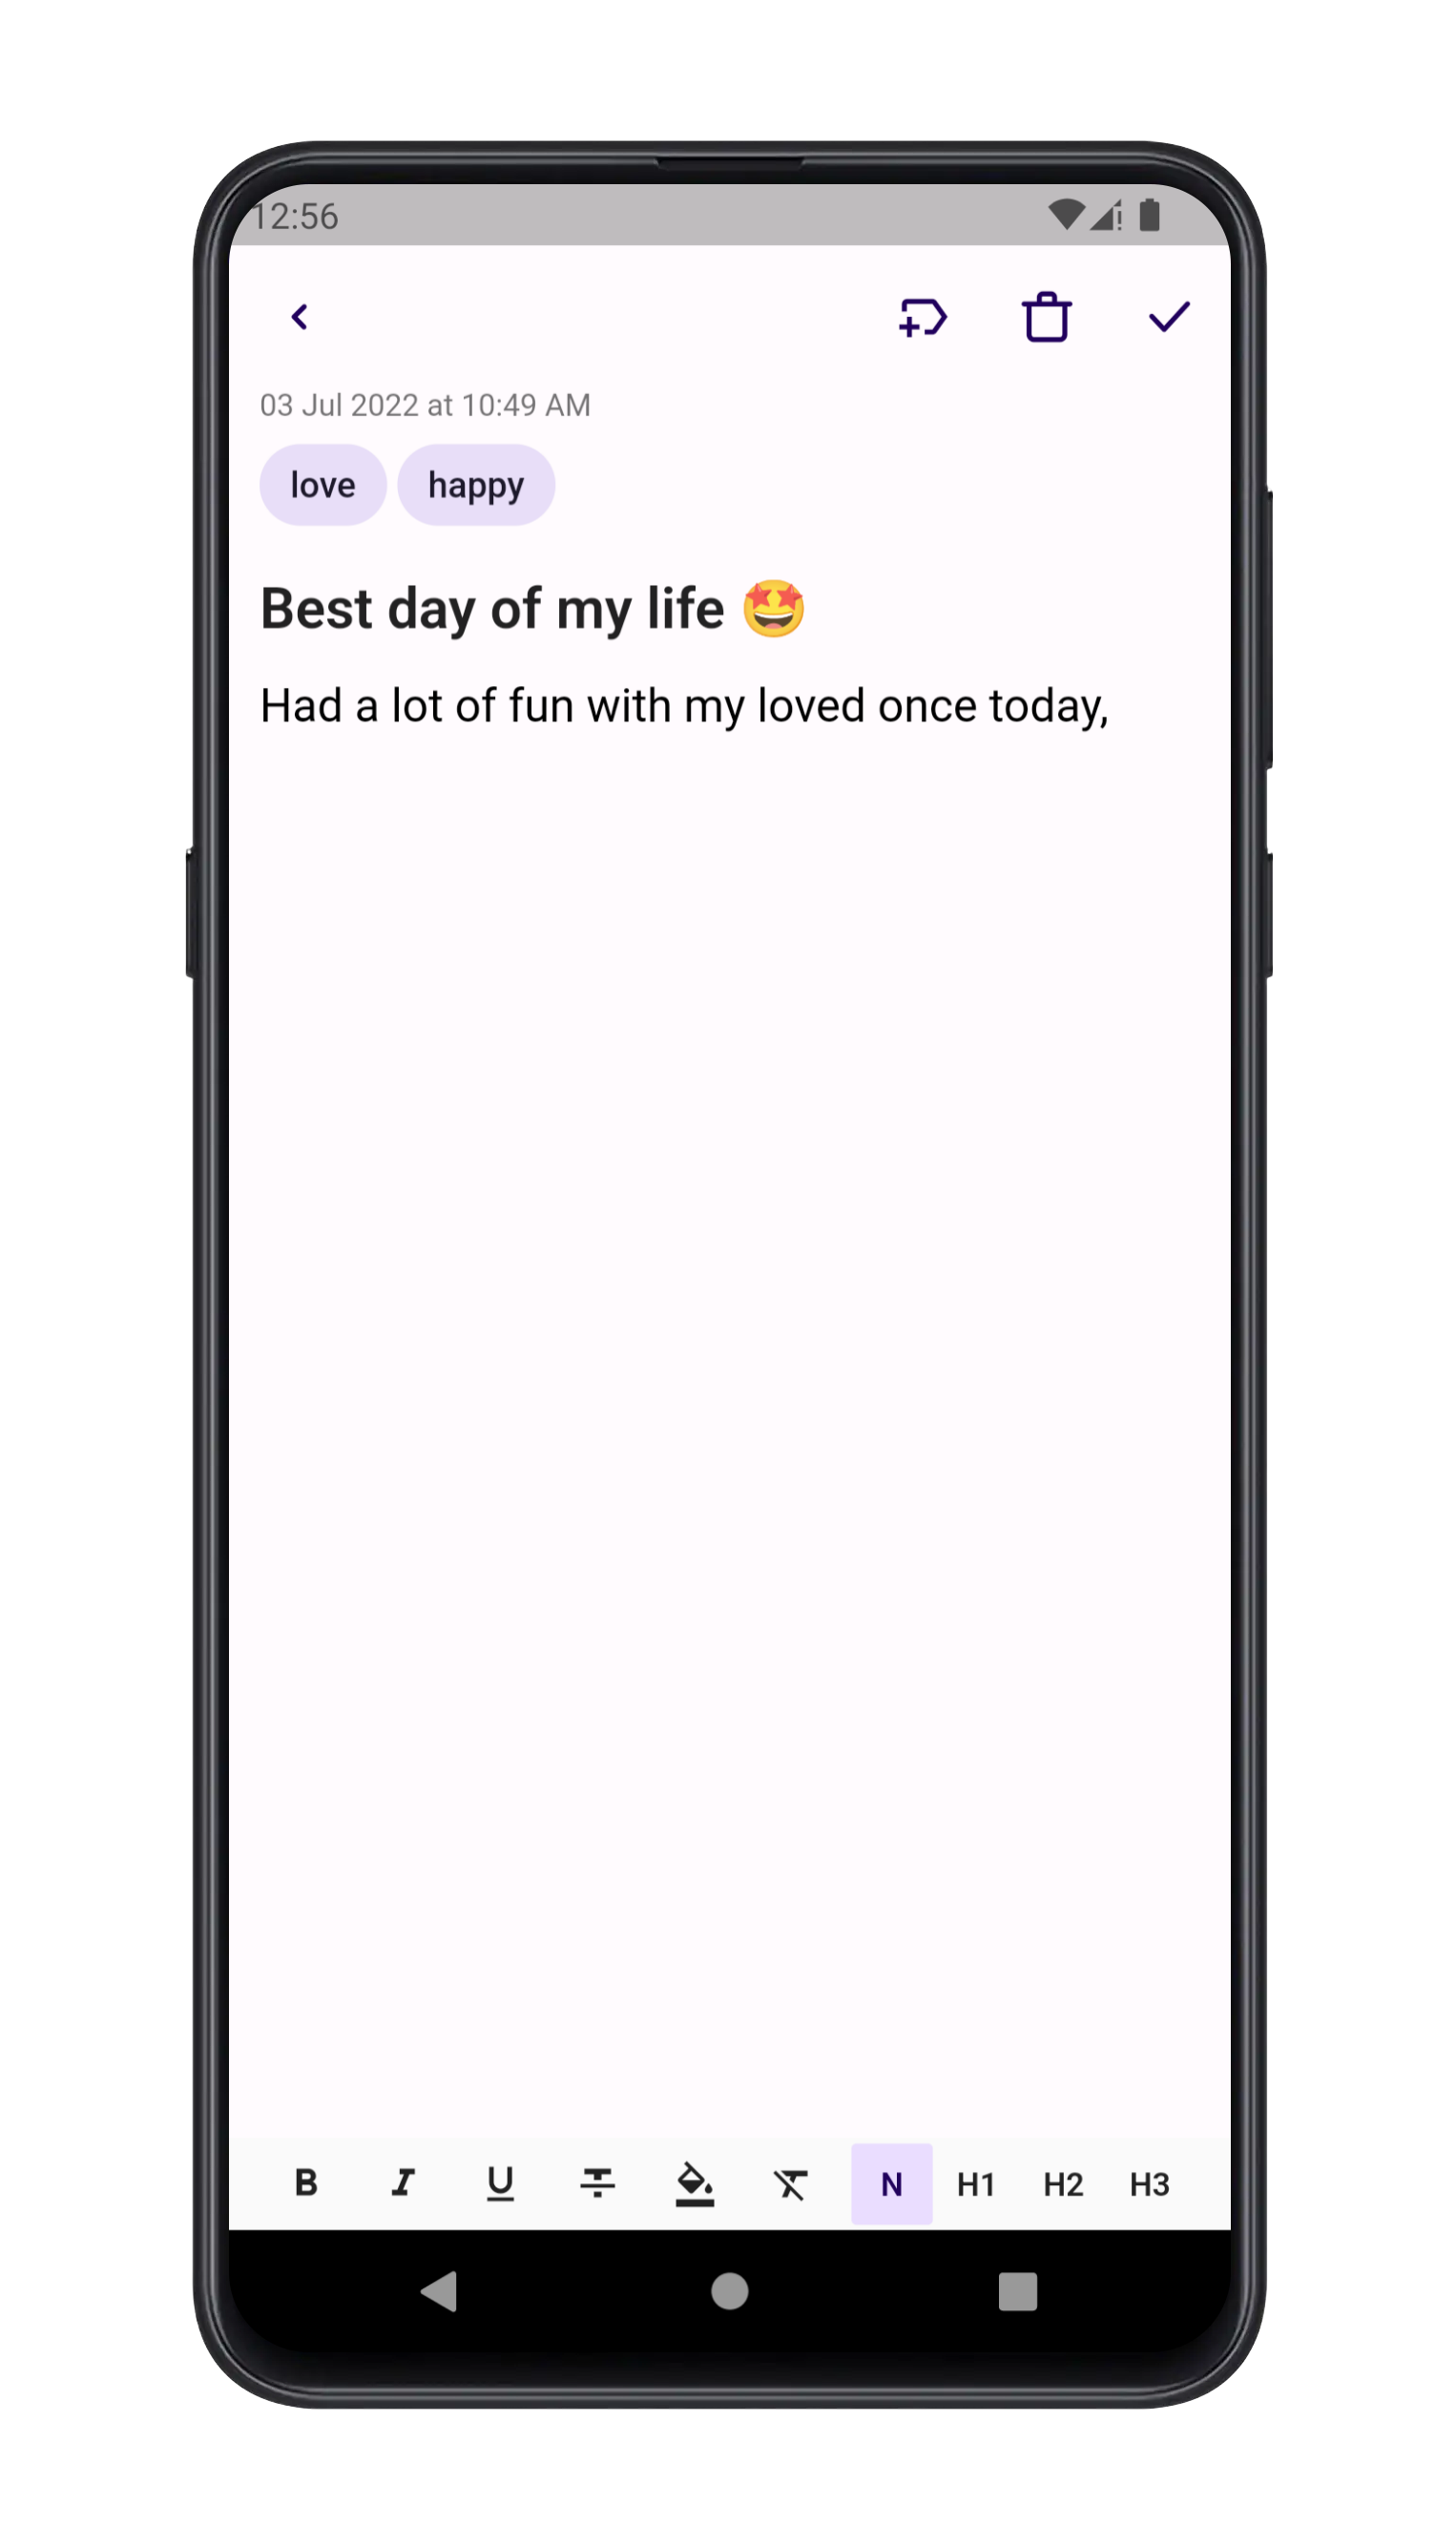 12:56
03 Jul 2022 at 10:49 AM
love happy
Best day of my life 🤩
Had a lot of fun with my loved once today,
B I U N H1 H2 H3